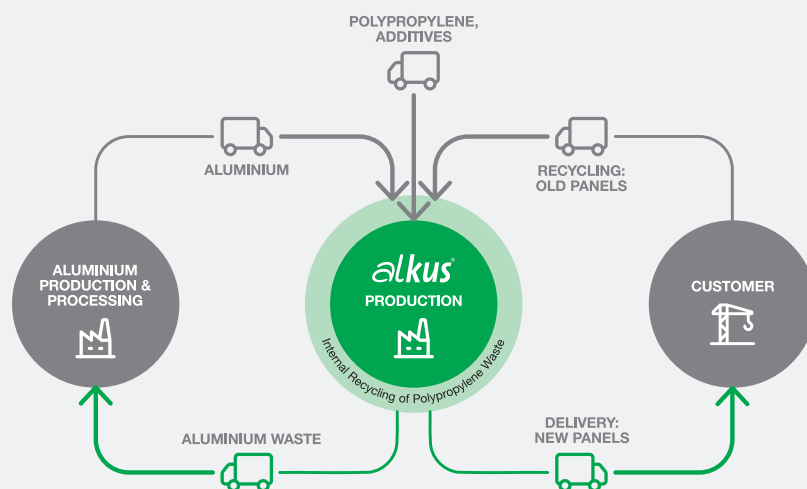 POLYPROPYLENE,
ADDITIVES
ALUMINIUM
RECYCLING:
OLD PANELS
ALUMINIUM
PRODUCTION &
PROCESSING
alkus®
PRODUCTION
CUSTOMER
Internal Recycling of Polypropylene Waste
ALUMINIUM WASTE
DELIVERY:
NEW PANELS